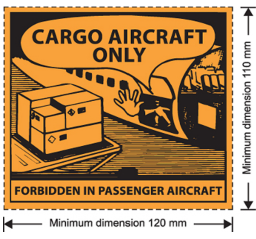 CARGO AIRCRAFT
ONLY
FORBIDDEN IN PASSENGER AIRCRAFT
Minimum dimension 110 mm
Minimum dimension 120 mm